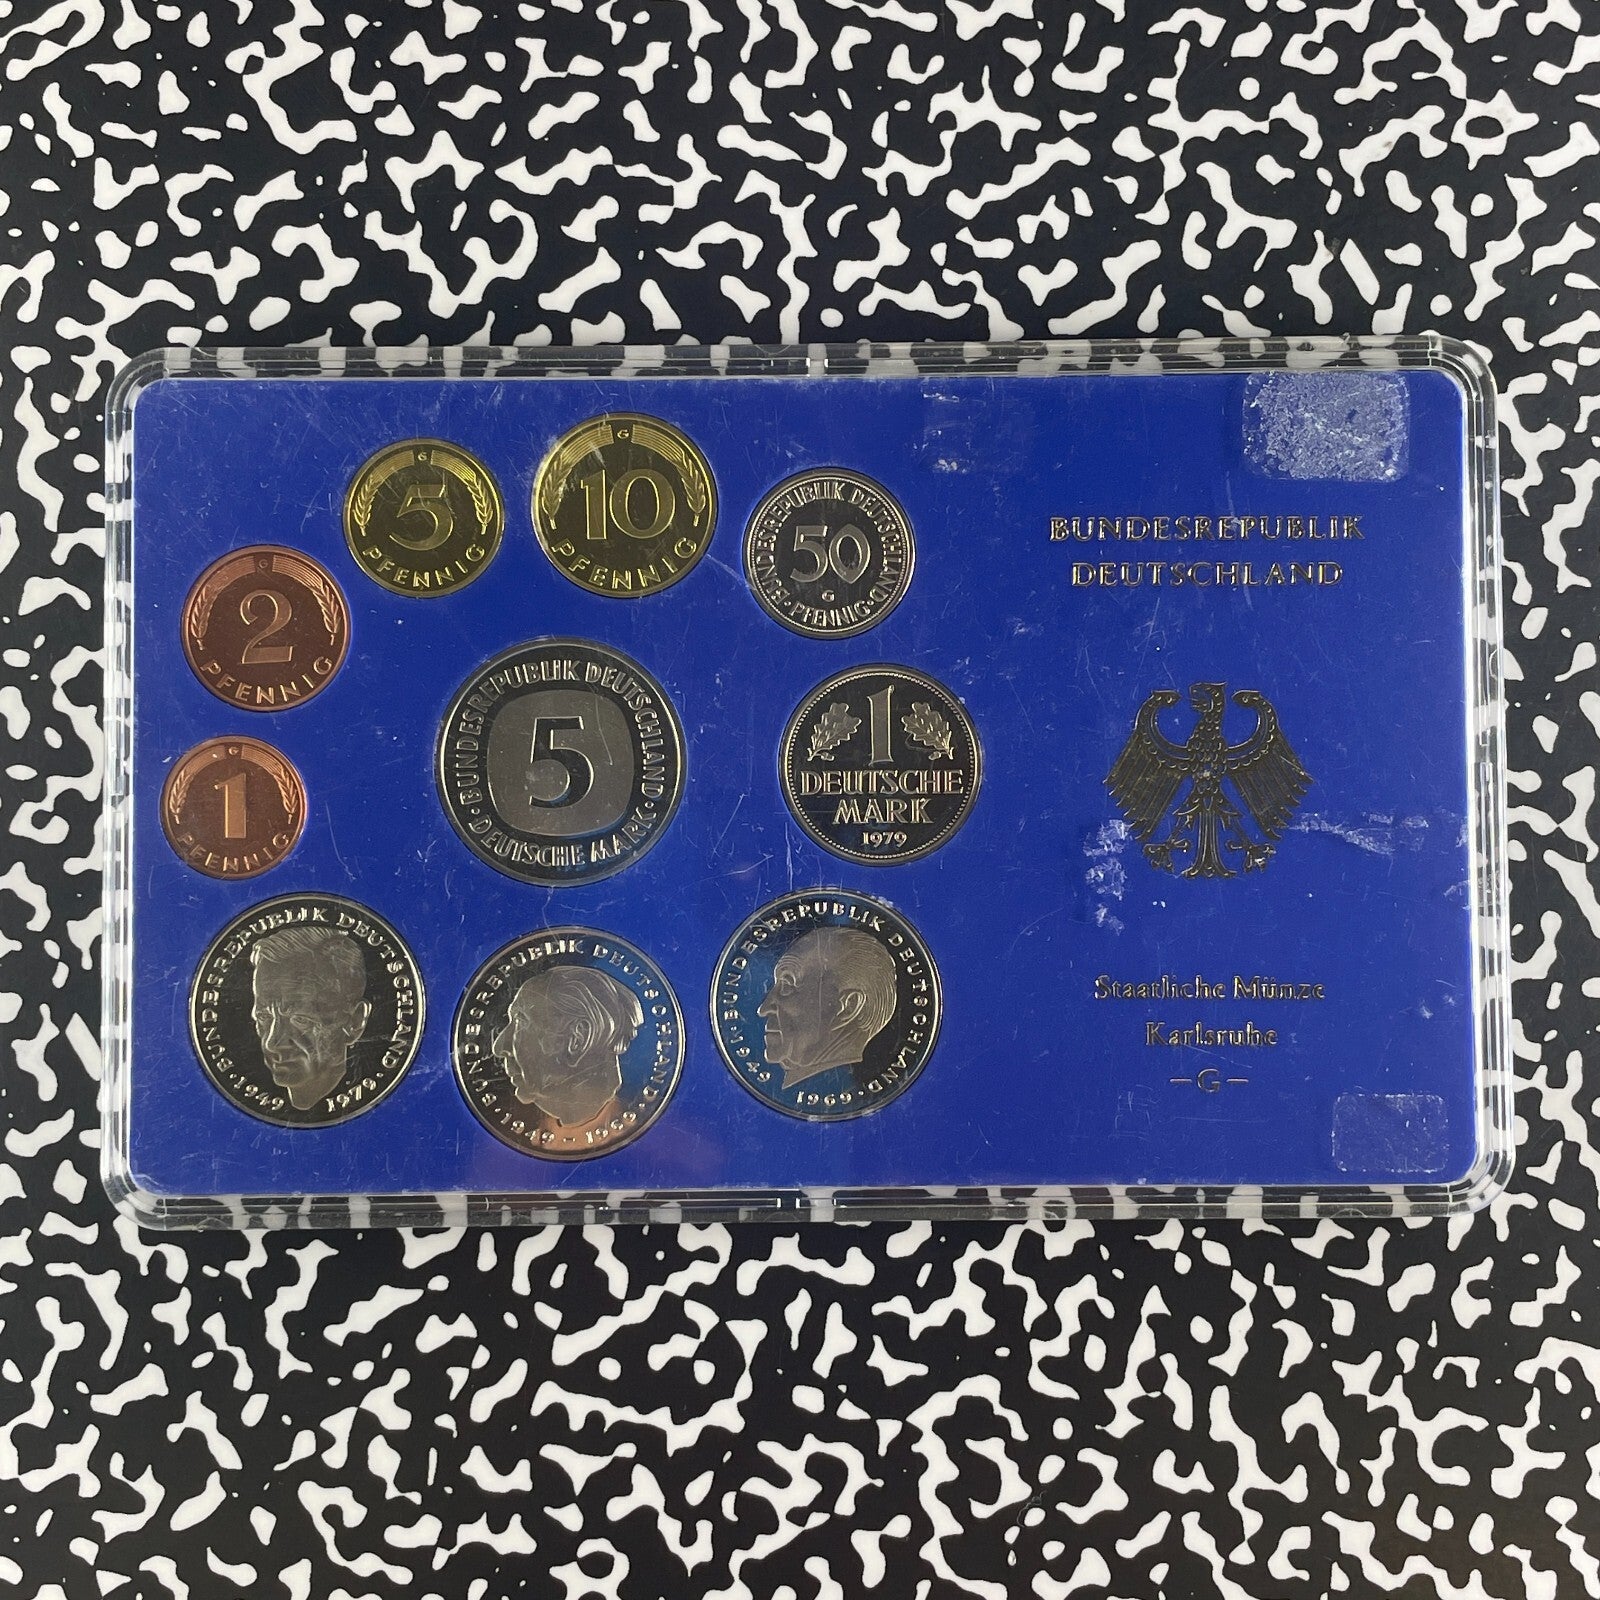 G
5
PFENNIG
G
10
PFENNIG
BUNDESREPUBLIK DEUTSCHLAND
50
G
PFENNIG
BUNDESREPUBLIK
DEUTSCHLAND
G
2
PFENNIG
G
1
PFENNIG
BUNDESREPUBLIK DEUTSCHLAND
5
DEUTSCHE MARK
1
DEUTSCHE
MARK
1979
BUNDESREPUBLIK DEUTSCHLAND
1949 1979
BUNDESREPUBLIK DEUTSCHLAND
1949 - 1969
BUNDESREPUBLIK DEUTSCHLAND
1949 1969
Staatliche Münze
Karlsruhe
– G –